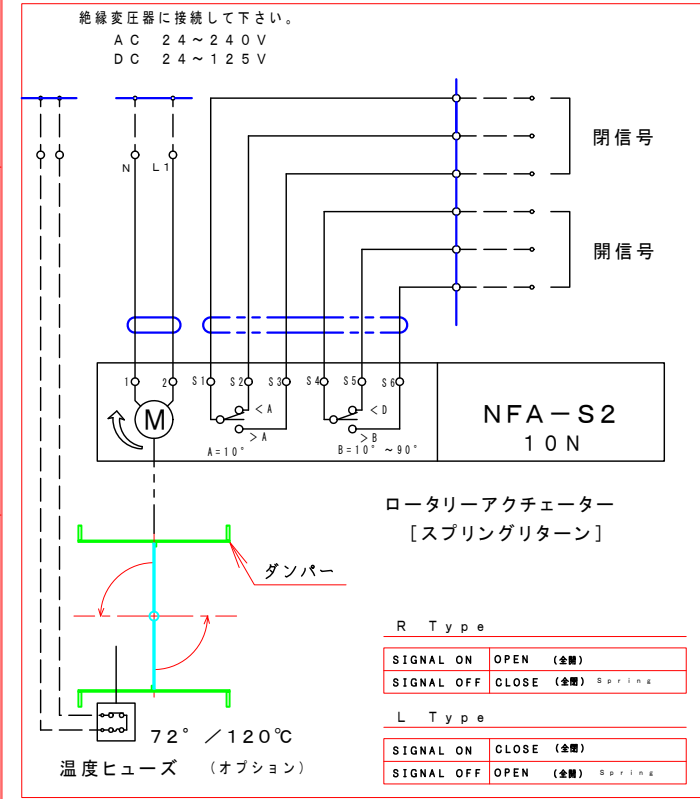 絶縁変圧器に接続して下さい。
AC 24~240V
DC 24~125V
閉信号
N L1
開信号
1 2 S1 S2 S3 S4 S5 S6
M
<A
>A
A=10°
<D
>B
B=10°~90°
NFA-S2
10N
ロータリーアクチェーター
[スプリングリターン]
ダンパー
R Type
SIGNAL ON OPEN (全開)
SIGNAL OFF CLOSE (全閉) Spring
L Type
SIGNAL ON CLOSE (全閉)
SIGNAL OFF OPEN (全開) Spring
72°/120℃
温度ヒューズ (オプション)